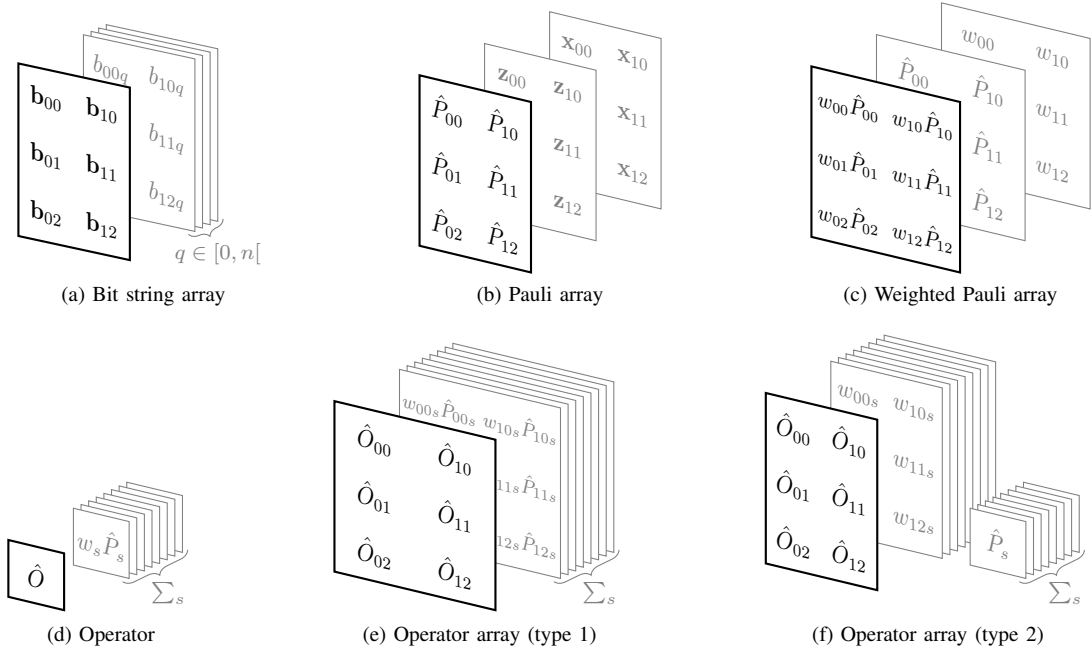 b₀₀ b₁₀
b₀₁ b₁₁
b₀₂ b₁₂
b₀₀q b₁₀q
b₁₁q
b₁₂q
q ∈ [0, n[
(a) Bit string array
P̂₀₀ P̂₁₀
P̂₀₁ P̂₁₁
P̂₀₂ P̂₁₂
z₀₀ z₁₀
z₁₁
z₁₂
x₀₀ x₁₀
x₁₁
x₁₂
(b) Pauli array
w₀₀P̂₀₀ w₁₀P̂₁₀
w₀₁P̂₀₁ w₁₁P̂₁₁
w₀₂P̂₀₂ w₁₂P̂₁₂
P̂₀₀ P̂₁₀
P̂₁₁
P̂₁₂
w₀₀ w₁₀
w₁₁
w₁₂
(c) Weighted Pauli array
Ô
wₛP̂ₛ
∑ₛ
(d) Operator
Ô₀₀ Ô₁₀
Ô₀₁ Ô₁₁
Ô₀₂ Ô₁₂
w₀₀ₛP̂₀₀ₛ w₁₀ₛP̂₁₀ₛ
₁₁ₛP̂₁₁ₛ
₁₂ₛP̂₁₂ₛ
∑ₛ
(e) Operator array (type 1)
Ô₀₀ Ô₁₀
Ô₀₁ Ô₁₁
Ô₀₂ Ô₁₂
w₀₀ₛ w₁₀ₛ
w₁₁ₛ
w₁₂ₛ
P̂ₛ
∑ₛ
(f) Operator array (type 2)